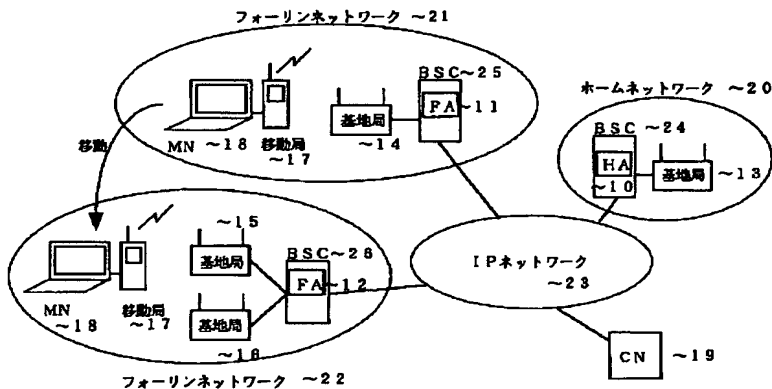 フォーリンネットワーク ～21
BSC～25
FA ～11
基地局
～14
MN ～18 移動局
～17
移動
ホームネットワーク ～20
BSC ～24
HA
～10
基地局 ～13
～15
基地局
BSC～26
FA ～12
MN
～18
移動局
～17
基地局
～16
フォーリンネットワーク ～22
IPネットワーク
～23
CN ～19